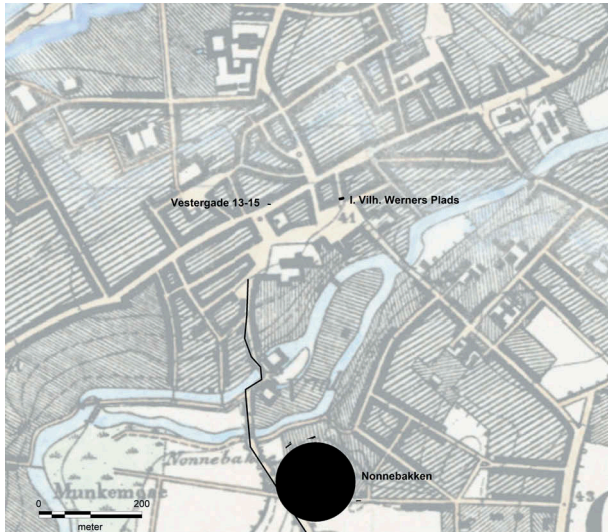 Vestergade 13-15
I. Vilh. Werners Plads
41
Nonnebakke
Nonnebakken
Munkemose
43
0 200
meter